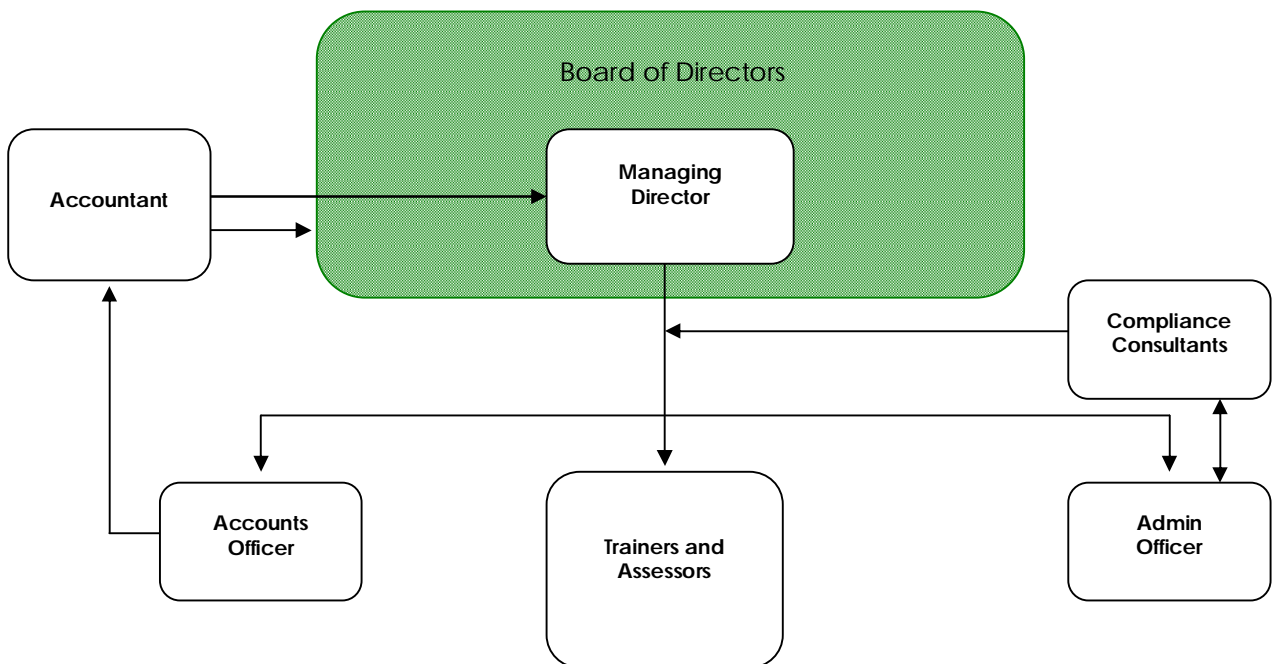 Board of Directors
Managing
Director
Accountant
Compliance
Consultants
Accounts
Officer
Trainers and
Assessors
Admin
Officer